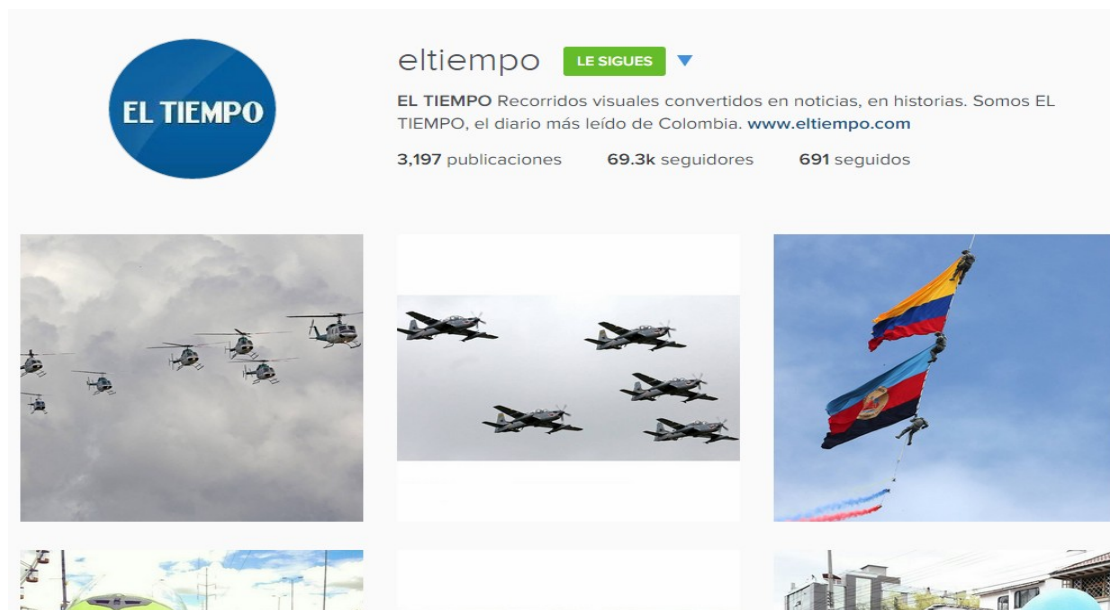 EL TIEMPO
eltiempo LE SIGUES
EL TIEMPO Recorridos visuales convertidos en noticias, en historias. Somos EL
TIEMPO, el diario más leído de Colombia. www.eltiempo.com
3,197 publicaciones 69.3k seguidores 691 seguidos